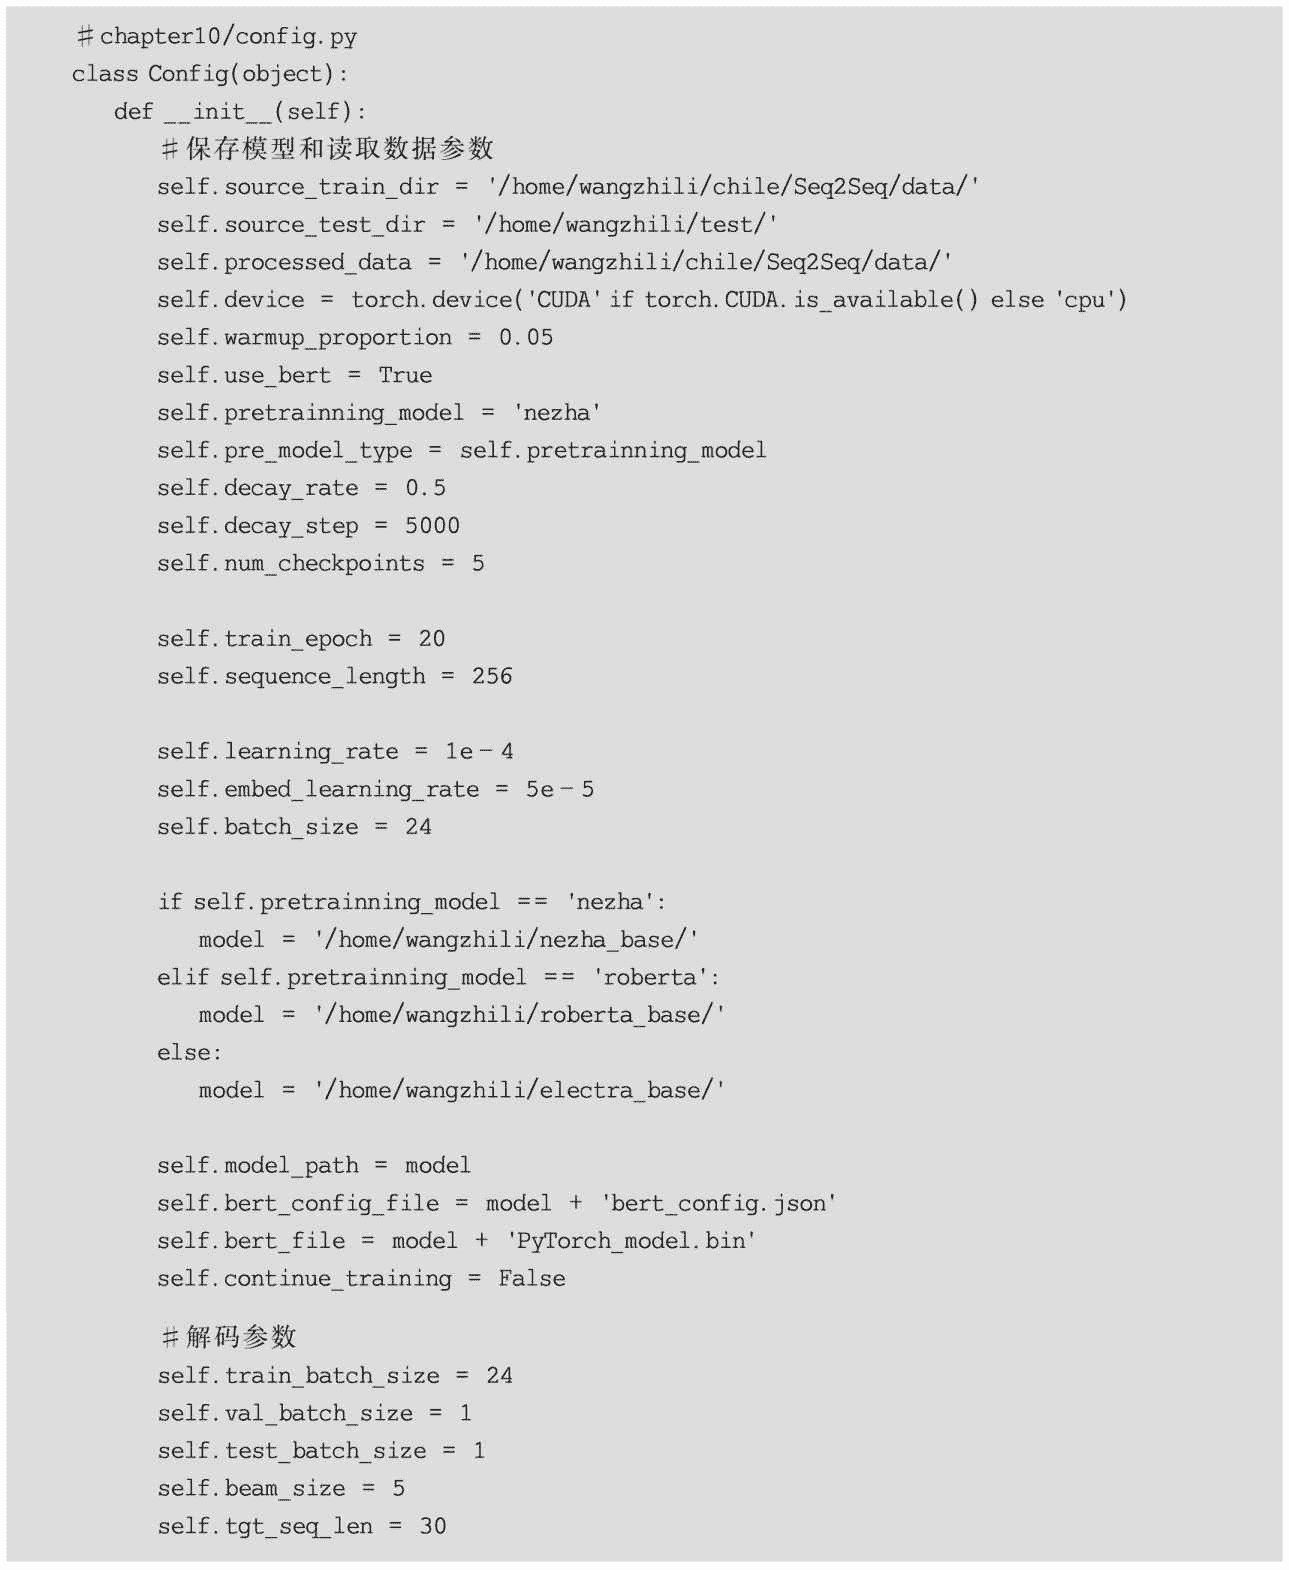 #chapter10/config.py
class Config(object):
    def __init__(self):
        #保存模型和读取数据参数
        self.source_train_dir = '/home/wangzhili/chile/Seq2Seq/data/'
        self.source_test_dir = '/home/wangzhili/test/'
        self.processed_data = '/home/wangzhili/chile/Seq2Seq/data/'
        self.device = torch.device('CUDA' if torch.CUDA.is_available() else 'cpu')
        self.warmup_proportion = 0.05
        self.use_bert = True
        self.pretrainning_model = 'nezha'
        self.pre_model_type = self.pretrainning_model
        self.decay_rate = 0.5
        self.decay_step = 5000
        self.num_checkpoints = 5

        self.train_epoch = 20
        self.sequence_length = 256

        self.learning_rate = 1e-4
        self.embed_learning_rate = 5e-5
        self.batch_size = 24

        if self.pretrainning_model == 'nezha':
            model = '/home/wangzhili/nezha_base/'
        elif self.pretrainning_model == 'roberta':
            model = '/home/wangzhili/roberta_base/'
        else:
            model = '/home/wangzhili/electra_base/'

        self.model_path = model
        self.bert_config_file = model + 'bert_config.json'
        self.bert_file = model + 'PyTorch_model.bin'
        self.continue_training = False

        #解码参数
        self.train_batch_size = 24
        self.val_batch_size = 1
        self.test_batch_size = 1
        self.beam_size = 5
        self.tgt_seq_len = 30